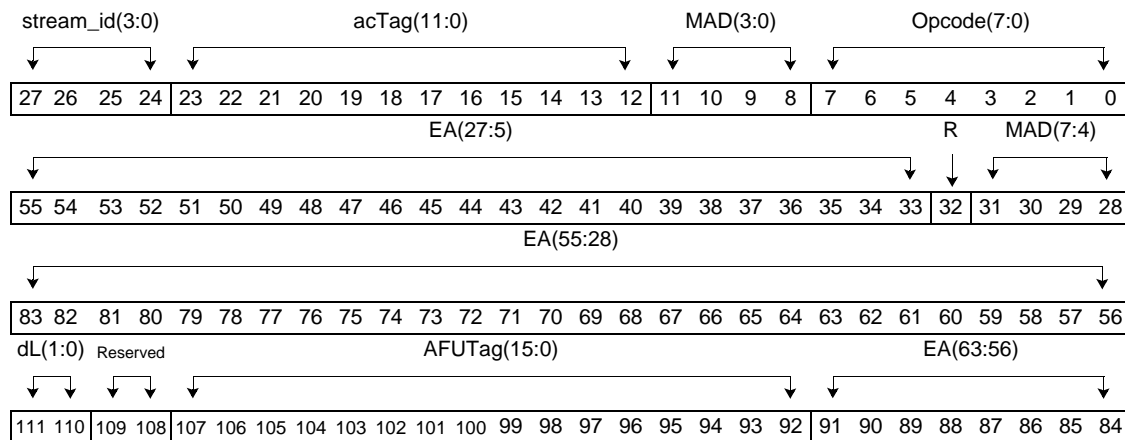 stream_id(3:0) acTag(11:0) MAD(3:0) Opcode(7:0)
27 26 25 24 23 22 21 20 19 18 17 16 15 14 13 12 11 10 9 8 7 6 5 4 3 2 1 0
EA(27:5) R MAD(7:4)
55 54 53 52 51 50 49 48 47 46 45 44 43 42 41 40 39 38 37 36 35 34 33 32 31 30 29 28
EA(55:28)
83 82 81 80 79 78 77 76 75 74 73 72 71 70 69 68 67 66 65 64 63 62 61 60 59 58 57 56
dL(1:0) Reserved AFUTag(15:0) EA(63:56)
111 110 109 108 107 106 105 104 103 102 101 100 99 98 97 96 95 94 93 92 91 90 89 88 87 86 85 84